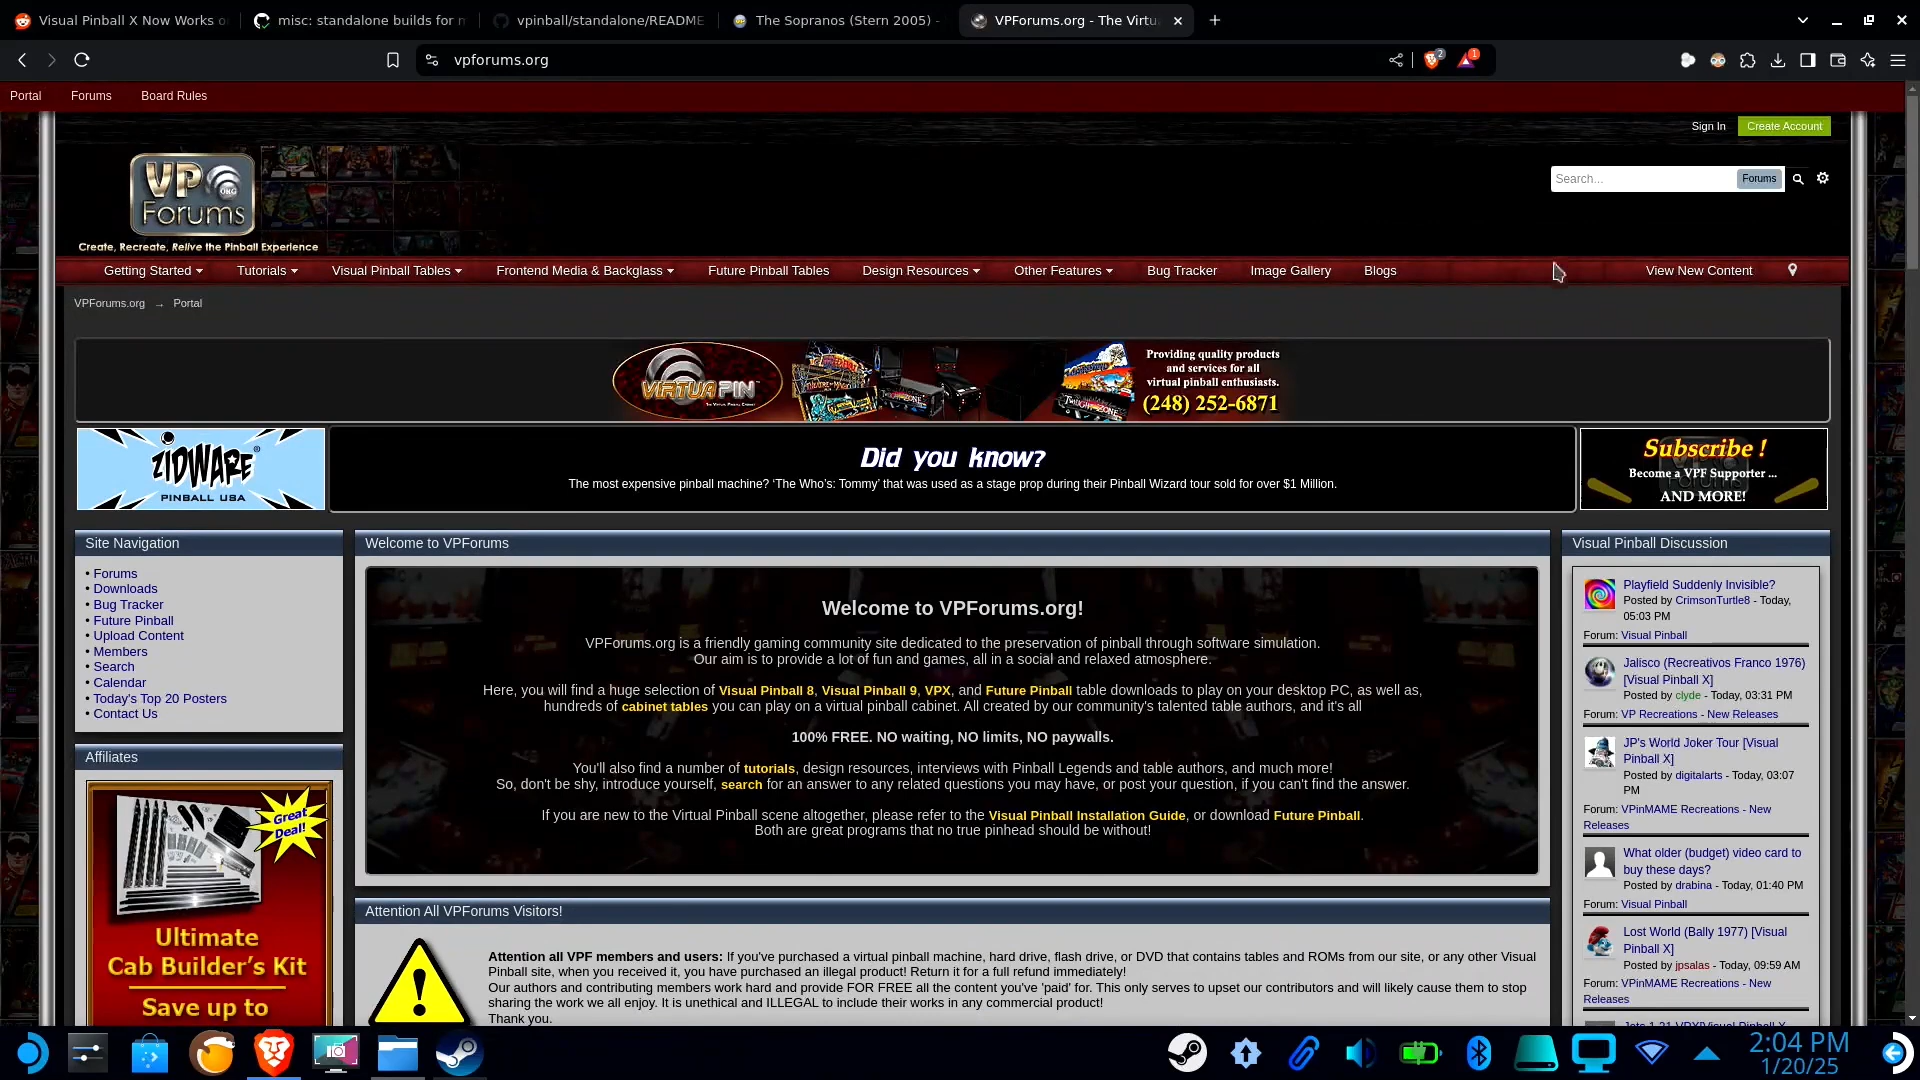 Visual Pinball X Now Works o
misc: standalone builds for m
vpinball/standalone/README
The Sopranos (Stern 2005) -
VPForums.org - The Virtu
vpforums.org
2
1
Portal
Forums
Board Rules
Sign In
Create Account
VP
ORG
Forums
Create, Recreate, Relive the Pinball Experience
Search...
Forums
Getting Started
Tutorials
Visual Pinball Tables
Frontend Media & Backglass
Future Pinball Tables
Design Resources
Other Features
Bug Tracker
Image Gallery
Blogs
View New Content
VPForums.org → Portal
VIRTUAPIN
Providing quality products
and services for all
virtual pinball enthusiasts.
(248) 252-6871
ZIDWARE
PINBALL USA
Did you know?
The most expensive pinball machine? ‘The Who’s: Tommy’ that was used as a stage prop during their Pinball Wizard tour sold for over $1 Million.
Subscribe !
Become a VPF Supporter ...
AND MORE!
Site Navigation
• Forums
• Downloads
• Bug Tracker
• Future Pinball
• Upload Content
• Members
• Search
• Calendar
• Today's Top 20 Posters
• Contact Us
Affiliates
Great
Deal!
Ultimate
Cab Builder’s Kit
Save up to
Welcome to VPForums
Welcome to VPForums.org!
VPForums.org is a friendly gaming community site dedicated to the preservation of pinball through software simulation.
Our aim is to provide a lot of fun and games, all in a social and relaxed atmosphere.
Here, you will find a huge selection of Visual Pinball 8, Visual Pinball 9, VPX, and Future Pinball table downloads to play on your desktop PC, as well as,
hundreds of cabinet tables you can play on a virtual pinball cabinet. All created by our community's talented table authors, and it's all
100% FREE. NO waiting, NO limits, NO paywalls.
You'll also find a number of tutorials, design resources, interviews with Pinball Legends and table authors, and much more!
So, don't be shy, introduce yourself, search for an answer to any related questions you may have, or post your question, if you can't find the answer.
If you are new to the Virtual Pinball scene altogether, please refer to the Visual Pinball Installation Guide, or download Future Pinball.
Both are great programs that no true pinhead should be without!
Attention All VPForums Visitors!
Attention all VPF members and users: If you've purchased a virtual pinball machine, hard drive, flash drive, or DVD that contains tables and ROMs from our site, or any other Visual
Pinball site, when you received it, you have purchased an illegal product! Return it for a full refund immediately!
Our authors and contributing members work hard and provide FOR FREE all the content you've 'paid' for. This only serves to upset our contributors and will likely cause them to stop
sharing the work we all enjoy. It is unethical and ILLEGAL to include their works in any commercial product!
Thank you.
Visual Pinball Discussion
Playfield Suddenly Invisible?
Posted by CrimsonTurtle8 - Today,
05:03 PM
Forum: Visual Pinball
Jalisco (Recreativos Franco 1976)
[Visual Pinball X]
Posted by clyde - Today, 03:31 PM
Forum: VP Recreations - New Releases
JP's World Joker Tour [Visual
Pinball X]
Posted by digitalarts - Today, 03:07
PM
Forum: VPinMAME Recreations - New
Releases
What older (budget) video card to
buy these days?
Posted by drabina - Today, 01:40 PM
Forum: Visual Pinball
Lost World (Bally 1977) [Visual
Pinball X]
Posted by jpsalas - Today, 09:59 AM
Forum: VPinMAME Recreations - New
Releases
2:04 PM
1/20/25